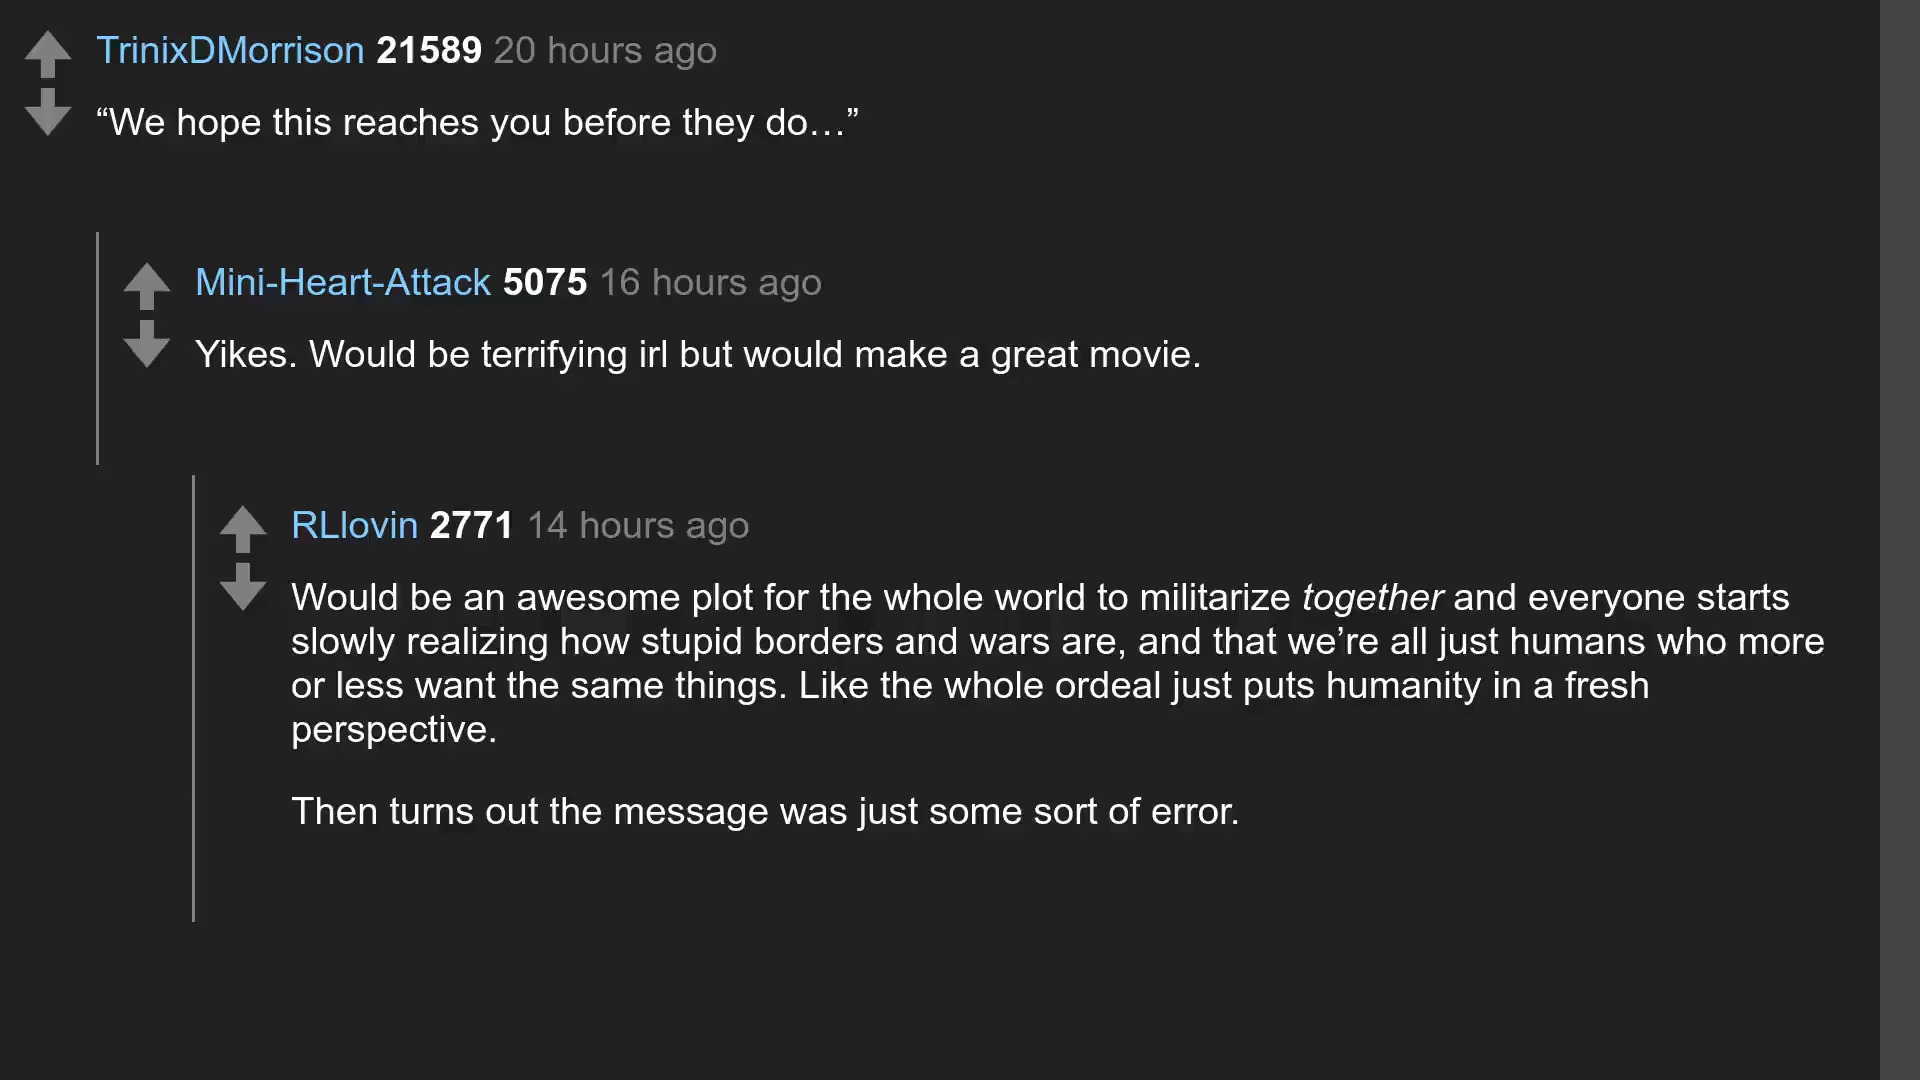 TrinixDMorrison 21589 20 hours ago
“We hope this reaches you before they do…”
Mini-Heart-Attack 5075 16 hours ago
Yikes. Would be terrifying irl but would make a great movie.
RLlovin 2771 14 hours ago
Would be an awesome plot for the whole world to militarize together and everyone starts
slowly realizing how stupid borders and wars are, and that we’re all just humans who more
or less want the same things. Like the whole ordeal just puts humanity in a fresh
perspective.
Then turns out the message was just some sort of error.